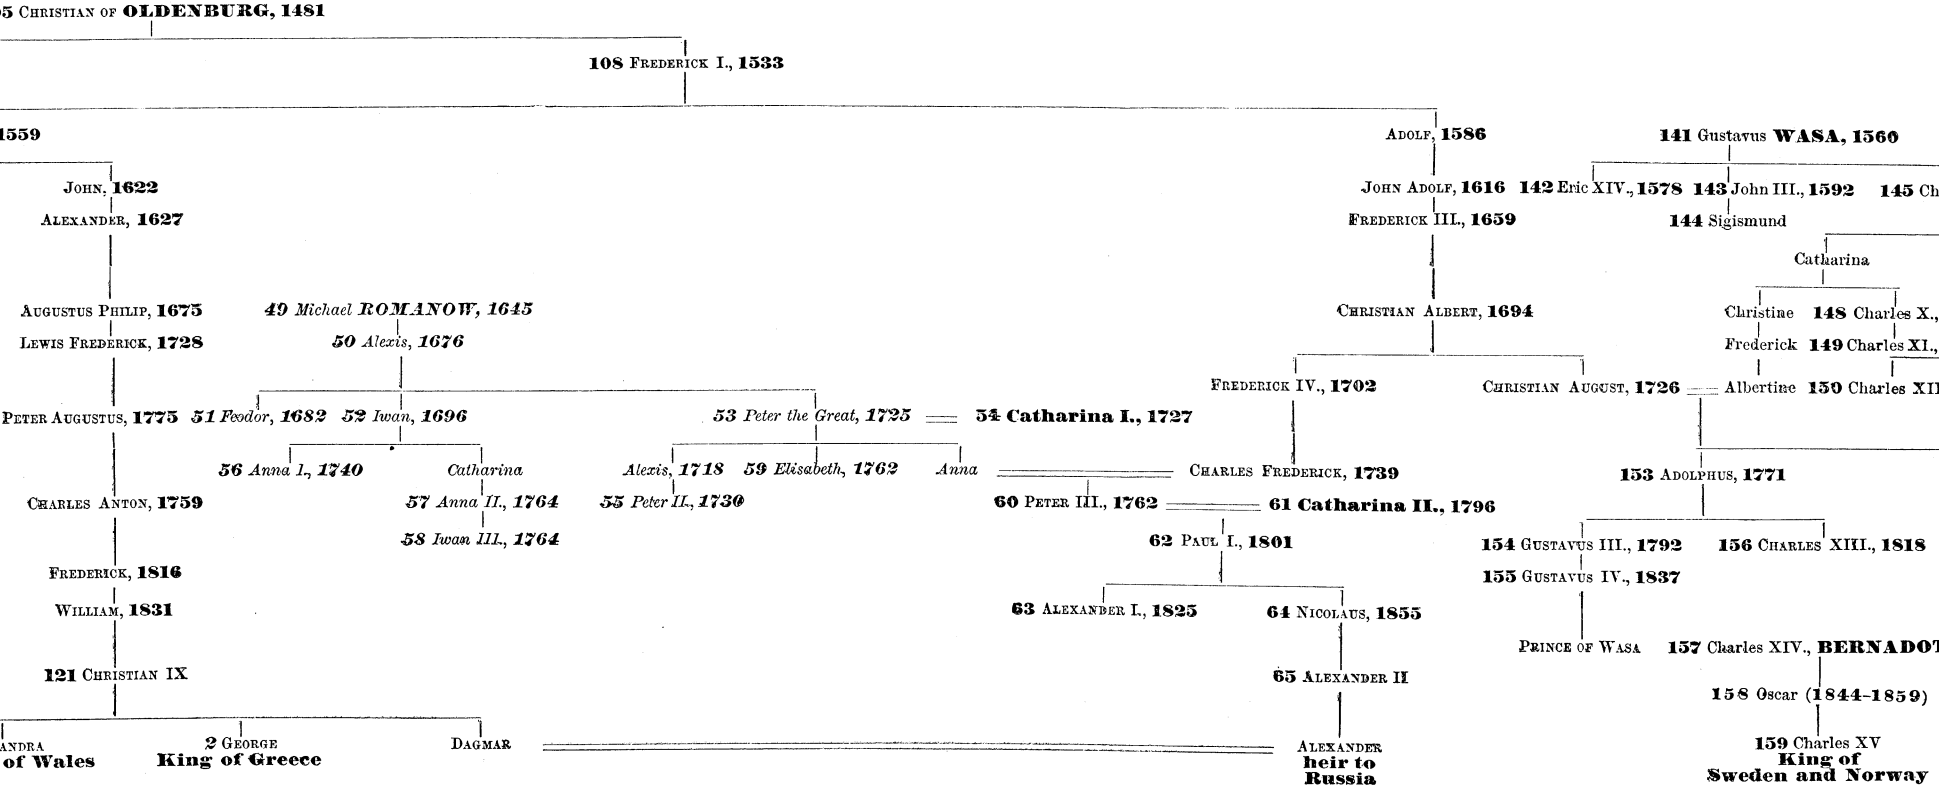 5 CHRISTIAN OF OLDENBURG, 1481
108 FREDERICK I., 1533
1559
ADOLF, 1586
141 Gustavus WASA, 1560
JOHN, 1622
JOHN ADOLF, 1616
142 Eric XIV., 1578
143 John III., 1592
145 Ch
ALEXANDER, 1627
FREDERICK III., 1659
144 Sigismund
Catharina
AUGUSTUS PHILIP, 1675
49 Michael ROMANOW, 1645
CHRISTIAN ALBERT, 1694
Christine
148 Charles X.,
LEWIS FREDERICK, 1728
50 Alexis, 1676
Frederick
149 Charles XI.,
FREDERICK IV., 1702
CHRISTIAN AUGUST, 1726
Albertine
150 Charles XII
PETER AUGUSTUS, 1775
51 Feodor, 1682
52 Iwan, 1696
53 Peter the Great, 1725
54 Catharina I., 1727
56 Anna I., 1740
Catharina
Alexis, 1718
59 Elisabeth, 1762
Anna
CHARLES FREDERICK, 1739
153 ADOLPHUS, 1771
CHARLES ANTON, 1759
57 Anna II., 1764
55 Peter II., 1730
60 PETER III., 1762
61 Catharina II., 1796
58 Iwan III., 1764
62 PAUL I., 1801
154 GUSTAVUS III., 1792
156 CHARLES XIII., 1818
FREDERICK, 1816
155 GUSTAVUS IV., 1837
WILLIAM, 1831
63 ALEXANDER I., 1825
64 NICOLAUS, 1855
PRINCE OF WASA
157 Charles XIV., BERNADOT
121 CHRISTIAN IX
65 ALEXANDER II
158 Oscar (1844-1859)
ANDRA
of Wales
2 GEORGE
King of Greece
DAGMAR
ALEXANDER
heir to
Russia
159 Charles XV
King of
Sweden and Norway